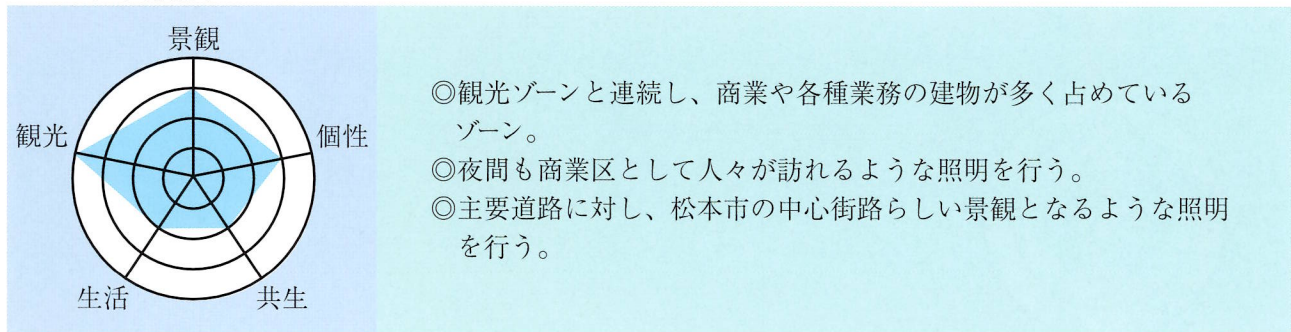 景観
観光
個性
生活
共生
◎観光ゾーンと連続し、商業や各種業務の建物が多く占めている
ゾーン。
◎夜間も商業区として人々が訪れるような照明を行う。
◎主要道路に対し、松本市の中心街路らしい景観となるような照明
を行う。